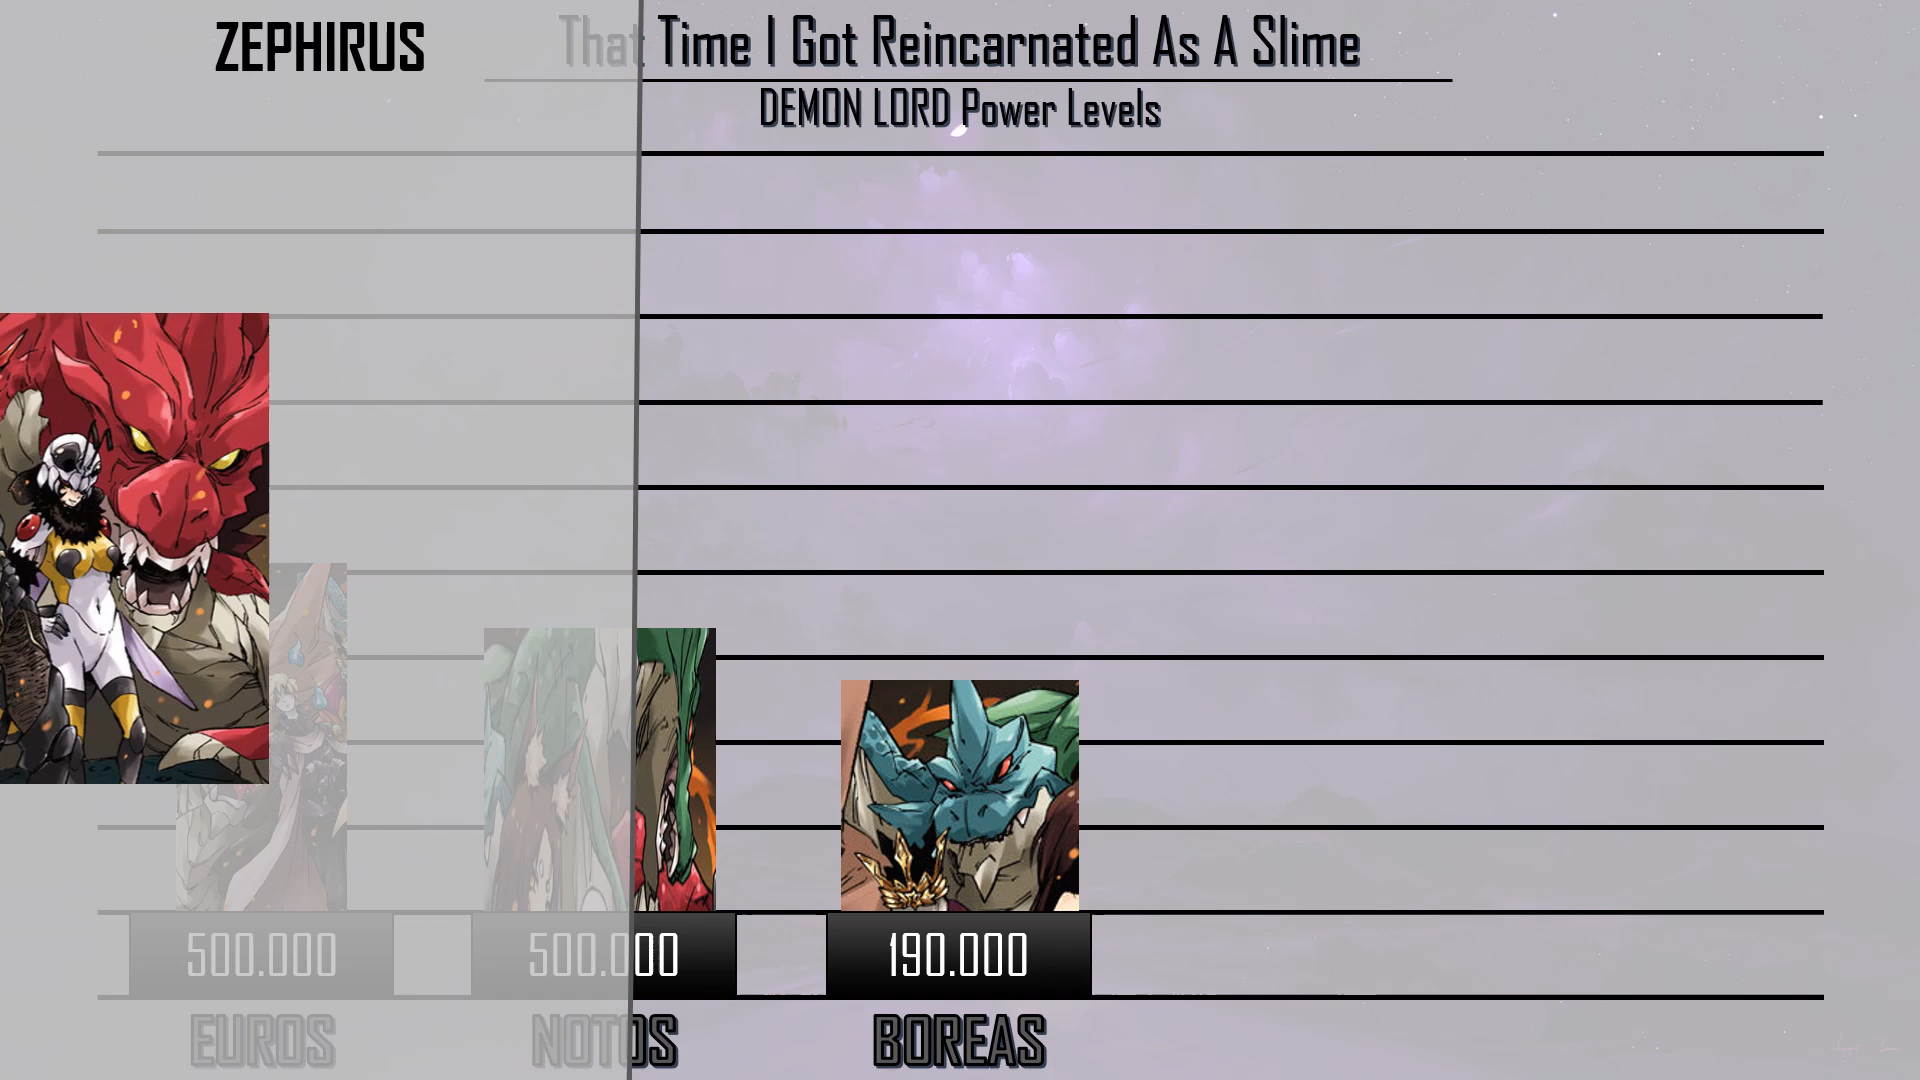 ZEPHIRUS
That Time I Got Reincarnated As A Slime
DEMON LORD Power Levels
500.000
500.000
190.000
EUROS
NOTOS
BOREAS